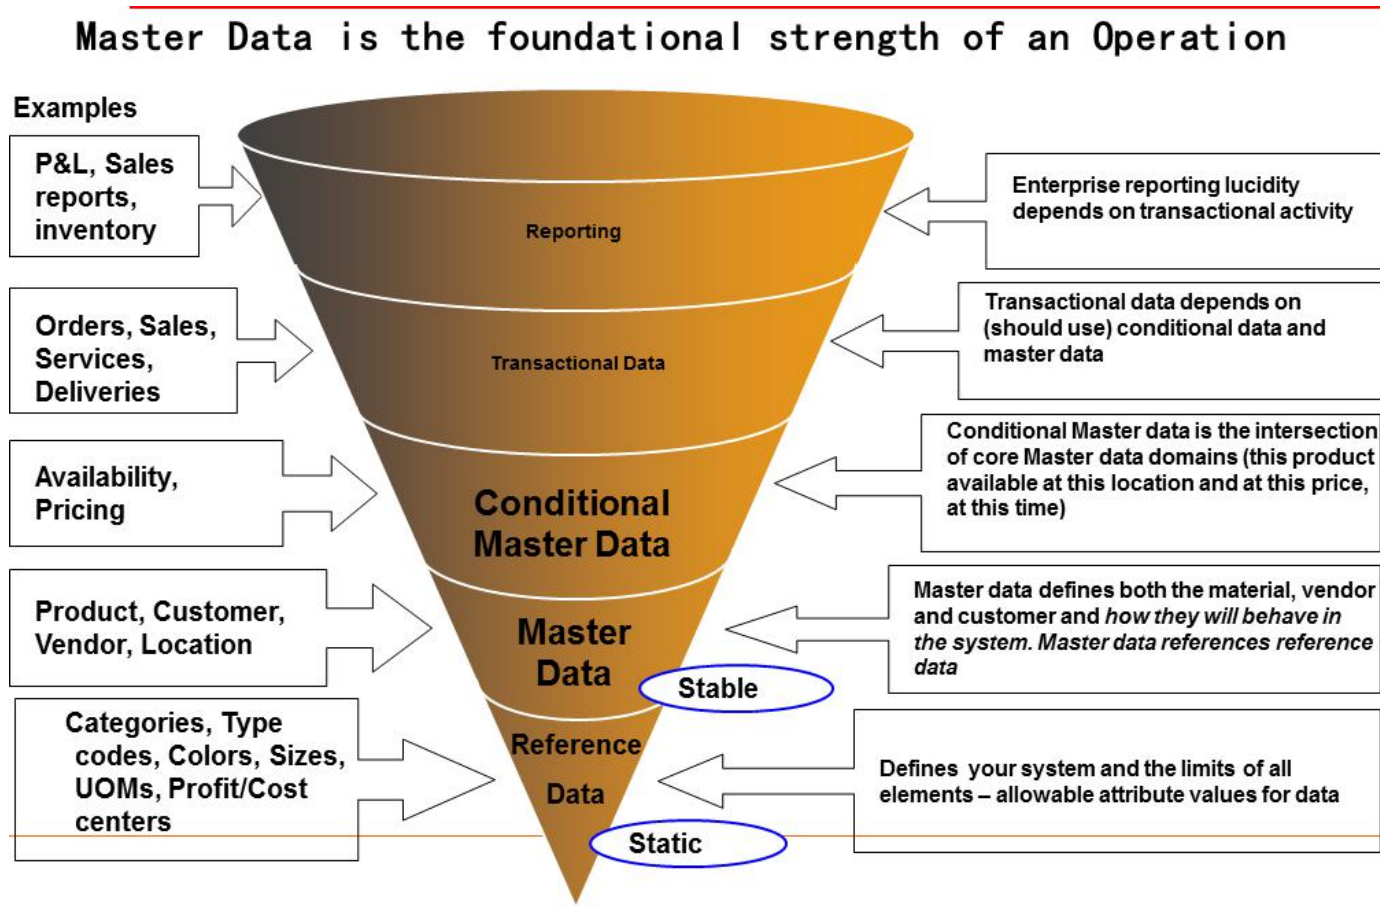 Master Data is the foundational strength of an Operation
Examples
P&L, Sales
reports,
inventory
Reporting
Enterprise reporting lucidity
depends on transactional activity
Orders, Sales,
Services,
Deliveries
Transactional Data
Transactional data depends on
(should use) conditional data and
master data
Availability,
Pricing
Conditional
Master Data
Conditional Master data is the intersection
of core Master data domains (this product
available at this location and at this price,
at this time)
Product, Customer,
Vendor, Location
Master
Data
Stable
Master data defines both the material, vendor
and customer and how they will behave in
the system. Master data references reference
data
Categories, Type
codes, Colors, Sizes,
UOMs, Profit/Cost
centers
Reference
Data
Static
Defines your system and the limits of all
elements – allowable attribute values for data